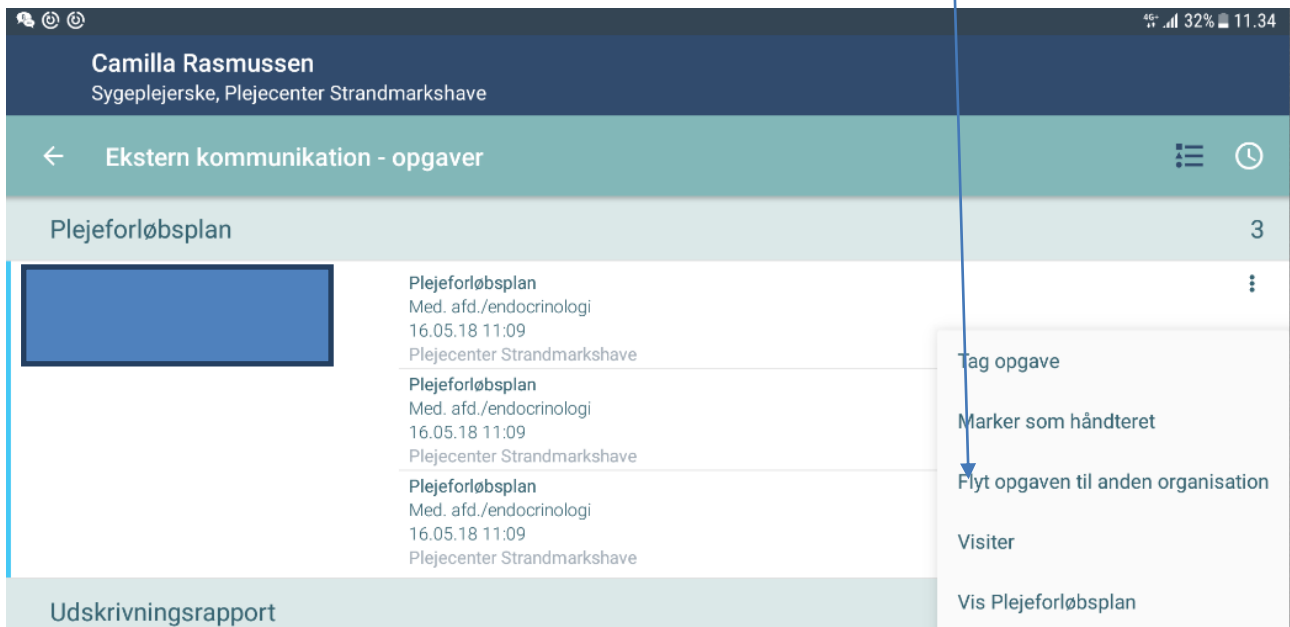 4G+ 32% 11.34
Camilla Rasmussen
Sygeplejerske, Plejecenter Strandmarkshave
Ekstern kommunikation - opgaver
Plejeforløbsplan 3
Plejeforløbsplan
Med. afd./endocrinologi
16.05.18 11:09
Plejecenter Strandmarkshave
Plejeforløbsplan
Med. afd./endocrinologi
16.05.18 11:09
Plejecenter Strandmarkshave
Plejeforløbsplan
Med. afd./endocrinologi
16.05.18 11:09
Plejecenter Strandmarkshave
Tag opgave
Marker som håndteret
Flyt opgaven til anden organisation
Visiter
Vis Plejeforløbsplan
Udskrivningsrapport